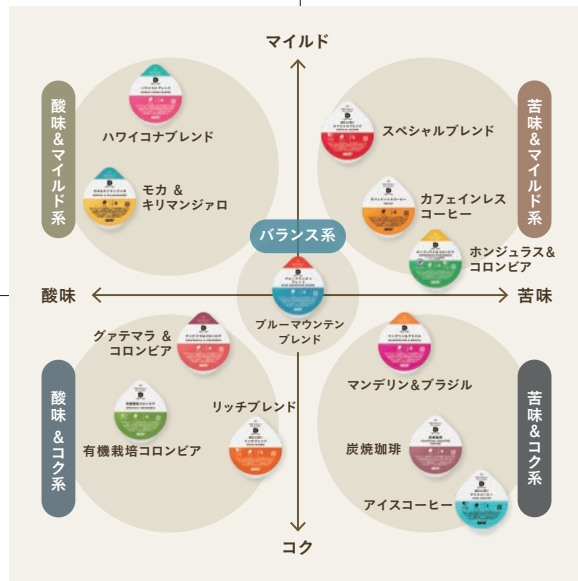 マイルド
酸味&マイルド系
苦味&マイルド系
ハワイコナブレンド
スペシャルブレンド
モカ &
キリマンジァロ
カフェインレス
コーヒー
バランス系
ホンジュラス&
コロンビア
酸味
苦味
ブルーマウンテン
ブレンド
グァテマラ &
コロンビア
マンデリン&ブラジル
酸味 &コク系
苦味&コク系
リッチブレンド
有機栽培コロンビア
炭焼珈琲
アイスコーヒー
コク